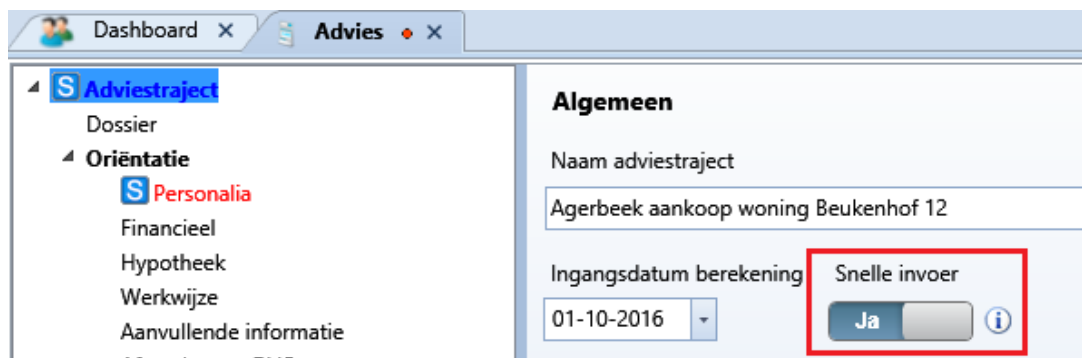 Dashboard X Advies X
S Adviestraject
Dossier
Oriëntatie
S Personalia
Financieel
Hypotheek
Werkwijze
Aanvullende informatie
Algemeen
Naam adviestraject
Agerbeek aankoop woning Beukenhof 12
Ingangsdatum berekening Snelle invoer
01-10-2016 Ja i